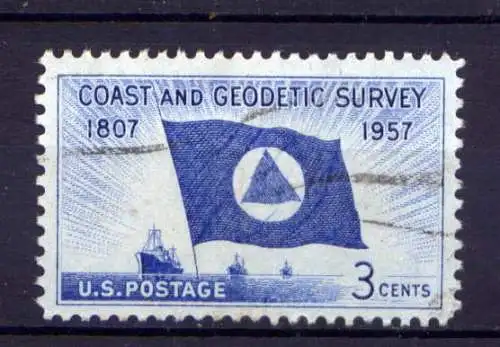 COAST AND GEODETIC SURVEY
1807 1957
U.S. POSTAGE 3 CENTS